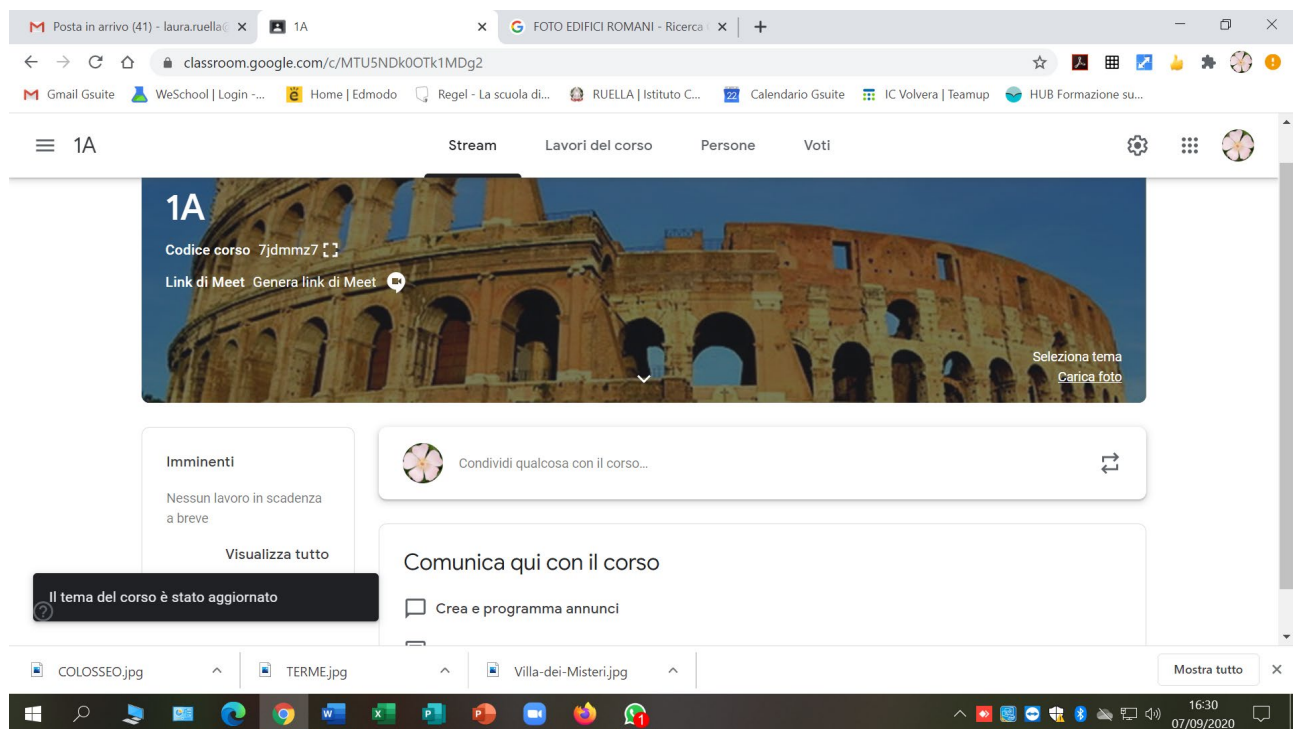 Posta in arrivo (41) - laura.ruella@
1A
FOTO EDIFICI ROMANI - Ricerca
classroom.google.com/c/MTU5NDk0OTk1MDg2
Gmail Gsuite
WeSchool | Login -...
Home | Edmodo
Regel - La scuola di...
RUELLA | Istituto C...
22
Calendario Gsuite
IC Volvera | Teamup
HUB Formazione su...
1A
Stream
Lavori del corso
Persone
Voti
1A
Codice corso 7jdmmz7
Link di Meet Genera link di Meet
Seleziona tema
Carica foto
Imminenti
Nessun lavoro in scadenza
a breve
Visualizza tutto
Condividi qualcosa con il corso...
Comunica qui con il corso
Crea e programma annunci
Il tema del corso è stato aggiornato
COLOSSEO.jpg
TERME.jpg
Villa-dei-Misteri.jpg
Mostra tutto
1
16:30
07/09/2020